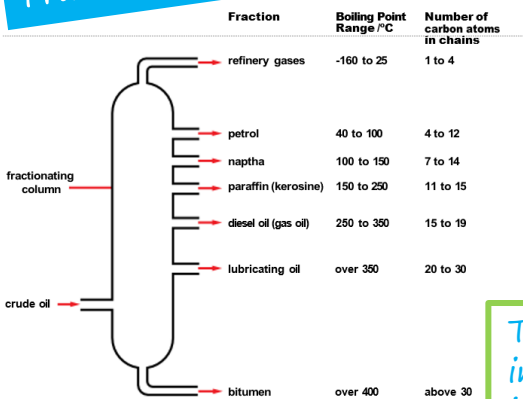 Fraction Boiling Point Range /°C Number of carbon atoms in chains
refinery gases -160 to 25 1 to 4
petrol 40 to 100 4 to 12
naptha 100 to 150 7 to 14
fractionating column
paraffin (kerosine) 150 to 250 11 to 15
diesel oil (gas oil) 250 to 350 15 to 19
lubricating oil over 350 20 to 30
crude oil
bitumen over 400 above 30